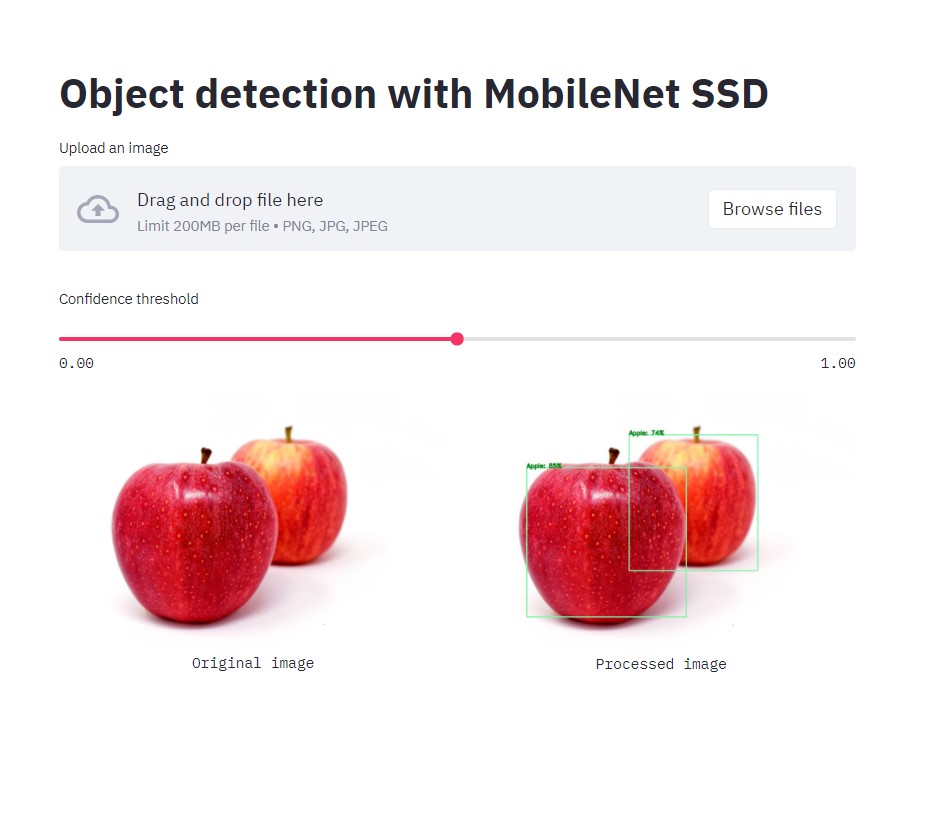 Object detection with MobileNet SSD
Upload an image
Drag and drop file here
Limit 200MB per file • PNG, JPG, JPEG
Browse files
Confidence threshold
0.00
1.00
Apple: 74%
Apple: 85%
Original image
Processed image